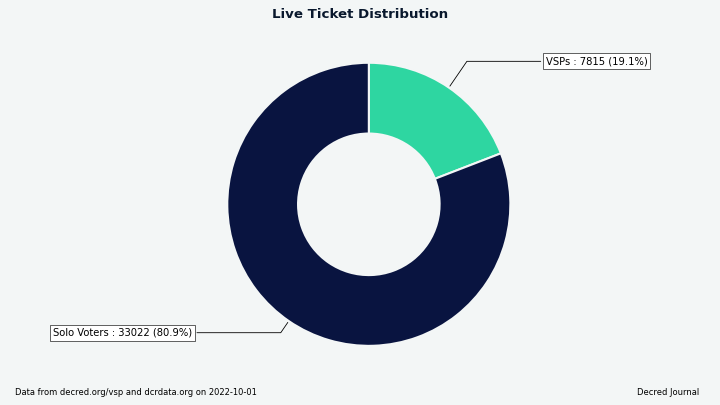 Live Ticket Distribution
VSPs : 7815 (19.1%)
Solo Voters : 33022 (80.9%)
Data from decred.org/vsp and dcrdata.org on 2022-10-01
Decred Journal